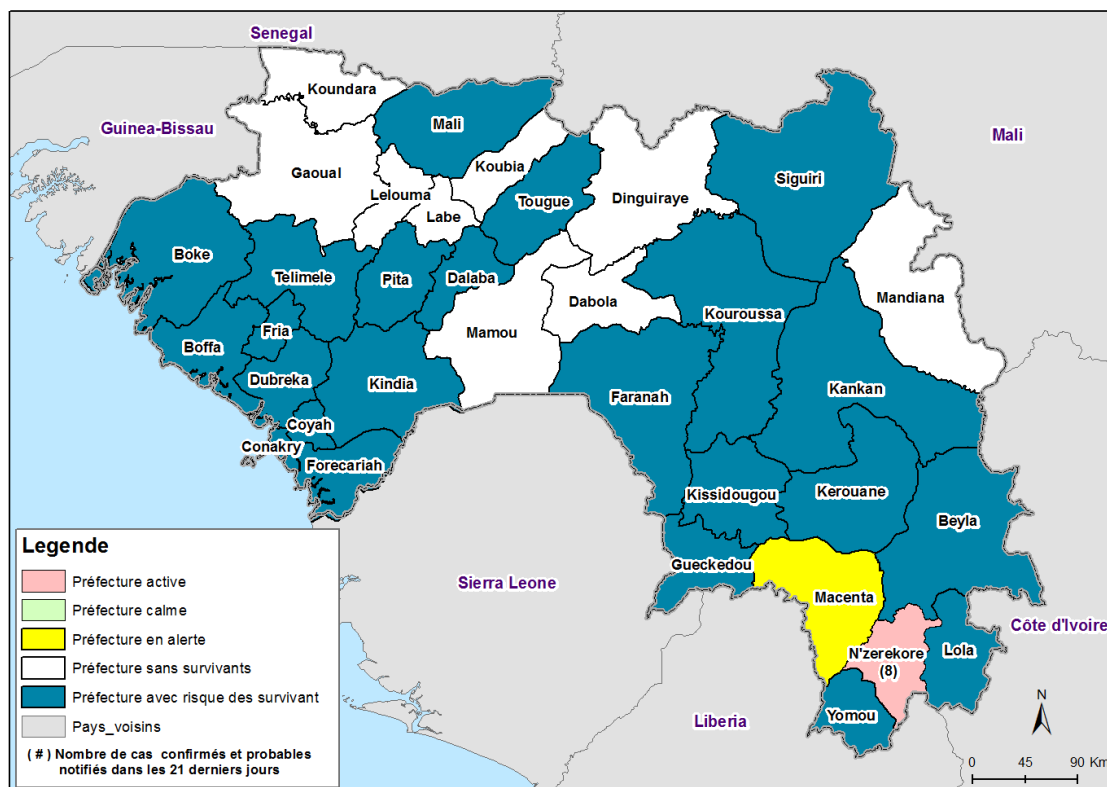 Senegal
Koundara
Guinea-Bissau
Mali
Mali
Koubia
Gaoual
Lelouma
Siguiri
Tougue
Dinguiraye
Labe
Boke
Telimele
Pita
Dalaba
Mandiana
Dabola
Kouroussa
Fria
Mamou
Boffa
Dubreka
Kindia
Kankan
Faranah
Coyah
Conakry
Forecariah
Kissidougou
Kerouane
Beyla
Gueckedou
Sierra Leone
Macenta
Côte d'Ivoire
N'zerekore
(8)
Lola
Yomou
Liberia
Legende
Préfecture active
Préfecture calme
Préfecture en alerte
Préfecture sans survivants
Préfecture avec risque des survivant
Pays_voisins
( # ) Nombre de cas confirmés et probables
notifiés dans les 21 derniers jours
N
0 45 90 Km